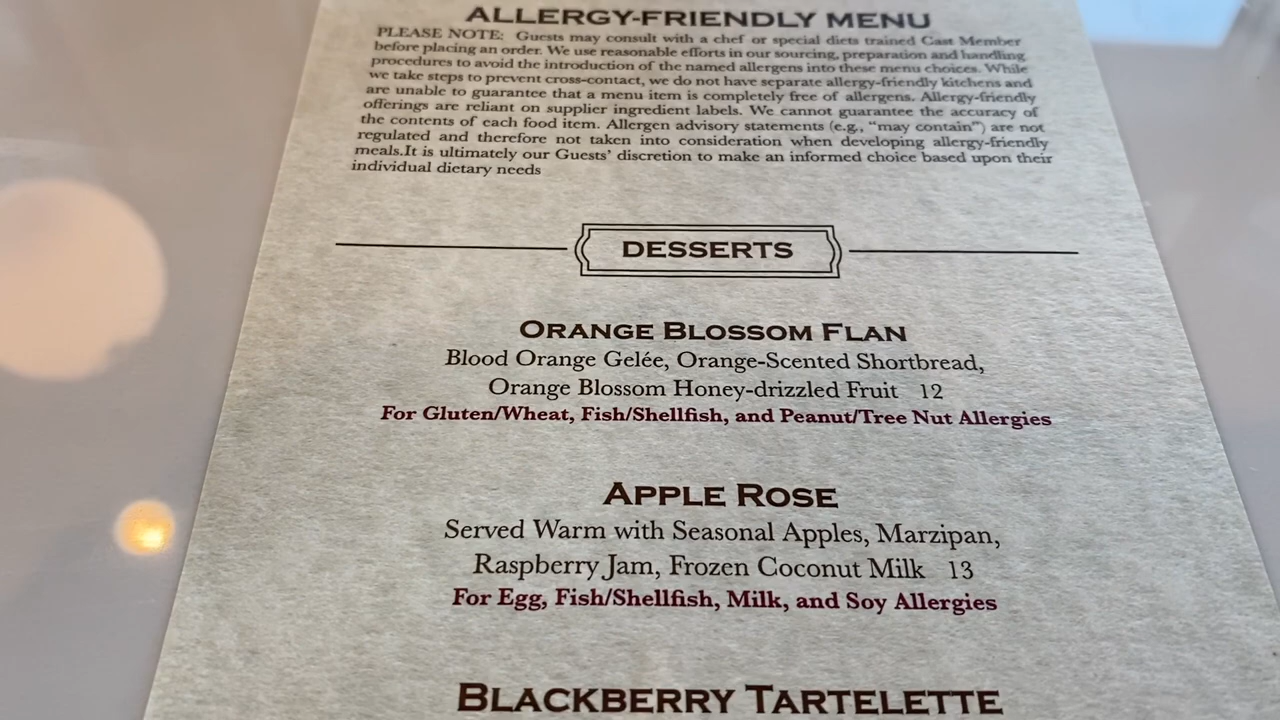 ALLERGY-FRIENDLY MENU
PLEASE NOTE: Guests may consult with a chef or special diets trained Cast Member
before placing an order. We use reasonable efforts in our sourcing, preparation and handling
procedures to avoid the introduction of the named allergens into these menu choices. While
we take steps to prevent cross-contact, we do not have separate allergy-friendly kitchens and
are unable to guarantee that a menu item is completely free of allergens. Allergy-friendly
offerings are reliant on supplier ingredient labels. We cannot guarantee the accuracy of
the contents of each food item. Allergen advisory statements (e.g., “may contain”) are not
regulated and therefore not taken into consideration when developing allergy-friendly
meals.It is ultimately our Guests’ discretion to make an informed choice based upon their
individual dietary needs
DESSERTS
ORANGE BLOSSOM FLAN
Blood Orange Gelée, Orange-Scented Shortbread,
Orange Blossom Honey-drizzled Fruit 12
For Gluten/Wheat, Fish/Shellfish, and Peanut/Tree Nut Allergies
APPLE ROSE
Served Warm with Seasonal Apples, Marzipan,
Raspberry Jam, Frozen Coconut Milk 13
For Egg, Fish/Shellfish, Milk, and Soy Allergies
BLACKBERRY TARTELETTE